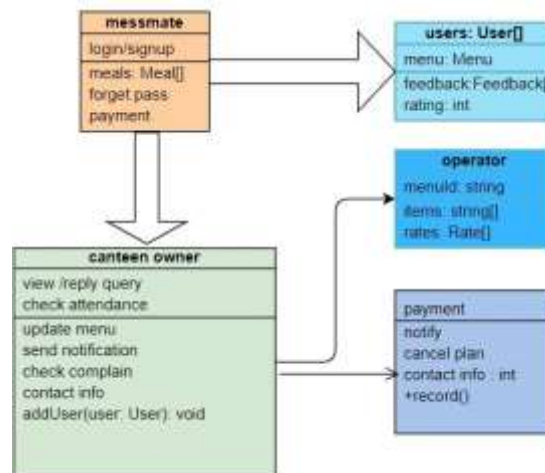 messmate
login/signup
meals: Meal[]
forget pass
payment
users: User[]
menu: Menu
feedback:Feedback[
rating: int
operator
menuId: string
items: string[]
rates: Rate[]
canteen owner
view /reply query
check attendance
update menu
send notification
check complain
contact info
addUser(user: User): void
payment
notify
cancel plan
contact info : int
+record()